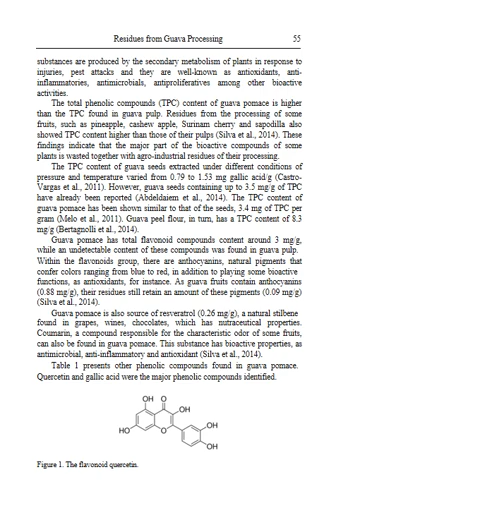 Residues from Guava Processing 55
substances are produced by the secondary metabolism of plants in response to
injuries, pest attacks and they are well-known as antioxidants, anti-
inflammatories, antimicrobials, antiproliferatives among other bioactive
activities.
The total phenolic compounds (TPC) content of guava pomace is higher
than the TPC found in guava pulp. Residues from the processing of some
fruits, such as pineapple, cashew apple, Surinam cherry and sapodilla also
showed TPC content higher than those of their pulps (Silva et al., 2014). These
findings indicate that the major part of the bioactive compounds of some
plants is wasted together with agro-industrial residues of their processing.
The TPC content of guava seeds extracted under different conditions of
pressure and temperature varied from 0.79 to 1.53 mg gallic acid/g (Castro-
Vargas et al., 2011). However, guava seeds containing up to 3.5 mg/g of TPC
have already been reported (Abdeldaiem et al., 2014). The TPC content of
guava pomace has been shown similar to that of the seeds, 3.4 mg of TPC per
gram (Melo et al., 2011). Guava peel flour, in turn, has a TPC content of 8.3
mg/g (Bertagnolli et al., 2014).
Guava pomace has total flavonoid compounds content around 3 mg/g,
while an undetectable content of these compounds was found in guava pulp.
Within the flavonoids group, there are anthocyanins, natural pigments that
confer colors ranging from blue to red, in addition to playing some bioactive
functions, as antioxidants, for instance. As guava fruits contain anthocyanins
(0.88 mg/g), their residues still retain an amount of these pigments (0.09 mg/g)
(Silva et al., 2014).
Guava pomace is also source of resveratrol (0.26 mg/g), a natural stilbene
found in grapes, wines, chocolates, which has nutraceutical properties.
Coumarin, a compound responsible for the characteristic odor of some fruits,
can also be found in guava pomace. This substance has bioactive properties, as
antimicrobial, anti-inflammatory and antioxidant (Silva et al., 2014).
Table 1 presents other phenolic compounds found in guava pomace.
Quercetin and gallic acid were the major phenolic compounds identified.
OH O
OH
OH
HO O
OH
Figure 1. The flavonoid quercetin.